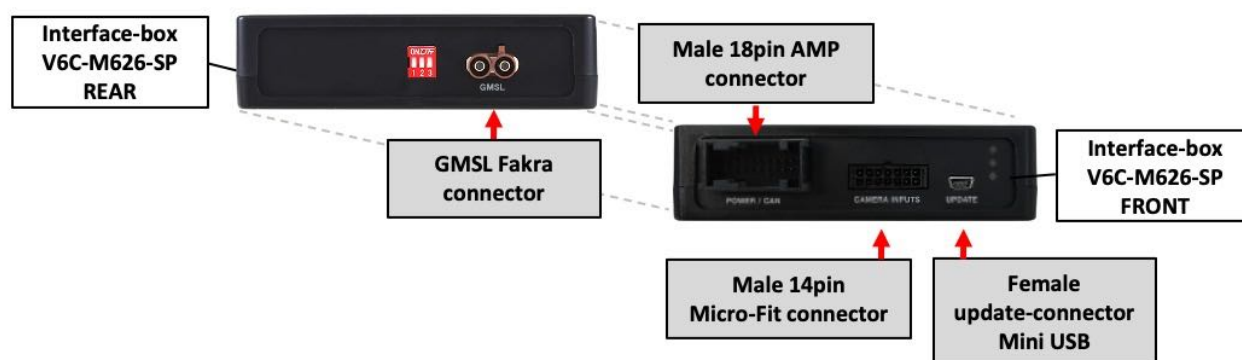 Interface-box
V6C-M626-SP
REAR
1 2 3
GMSL
GMSL Fakra
connector
Male 18pin AMP
connector
POWER / CAN
CAMERA INPUTS
UPDATE
Interface-box
V6C-M626-SP
FRONT
Male 14pin
Micro-Fit connector
Female
update-connector
Mini USB